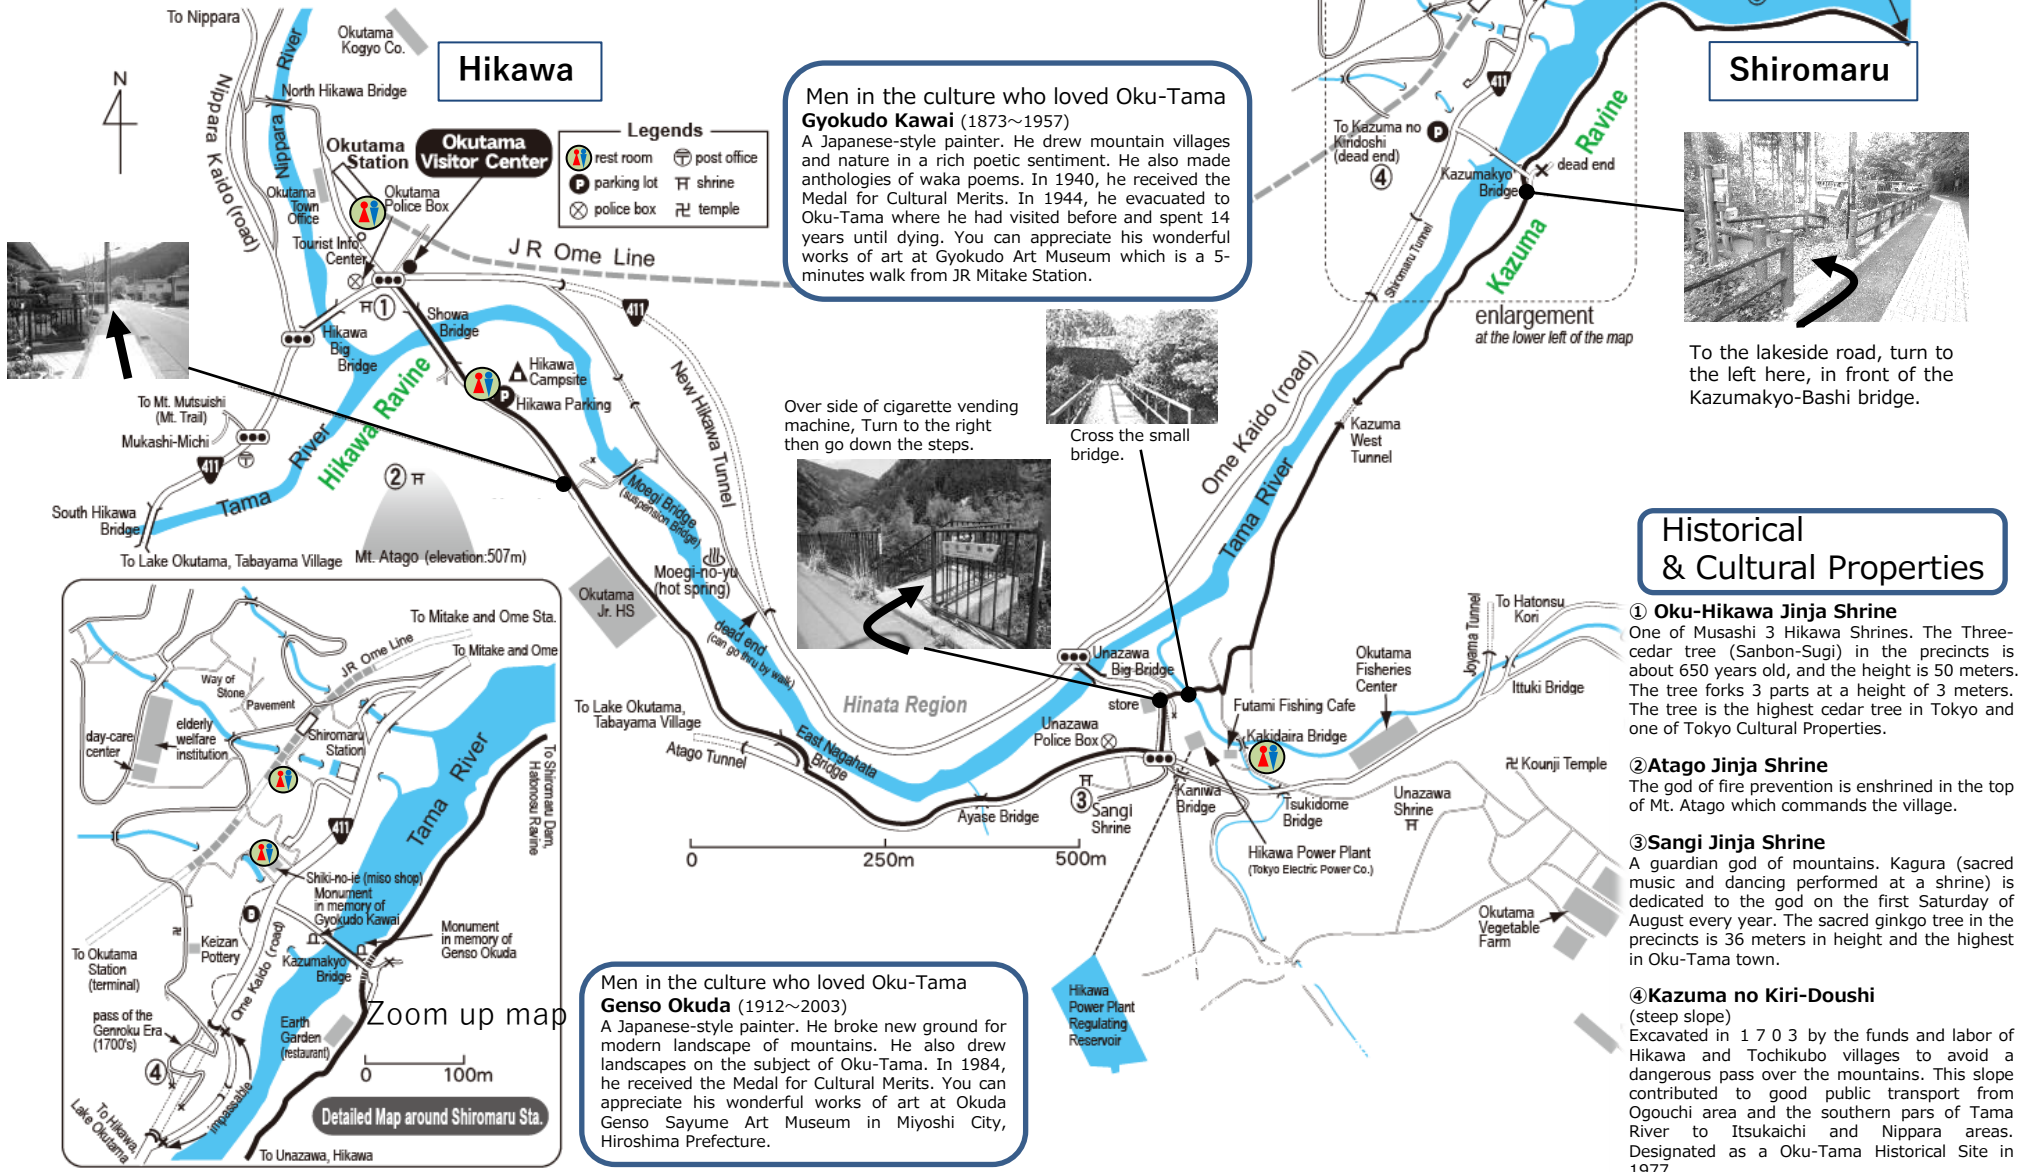 To Nippara
Okutama
Kogyo Co.
Hikawa
N
River
Nippara
Nippara Kaido (road)
North Hikawa Bridge
Okutama
Station
Okutama
Visitor Center
Okutama
Town
Office
Okutama
Police Box
Tourist Info.
Center
Legends
rest room
post office
P parking lot
shrine
police box
temple
JR Ome Line
411
①
Showa
Bridge
Hikawa
Big
Bridge
Hikawa Ravine
Hikawa
Campsite
P
Hikawa Parking
New Hikawa Tunnel
To Mt. Mutsuishi
(Mt. Trail)
Mukashi-Michi
411
River
Tama
②
South Hikawa
Bridge
To Lake Okutama, Tabayama Village
Mt. Atago (elevation:507m)
Moegi Bridge
(suspension Bridge)
Moegi-no-yu
(hot spring)
Okutama
Jr. HS
dead end
(can go thru by walk)
Men in the culture who loved Oku-Tama
Gyokudo Kawai (1873～1957)
A Japanese-style painter. He drew mountain villages
and nature in a rich poetic sentiment. He also made
anthologies of waka poems. In 1940, he received the
Medal for Cultural Merits. In 1944, he evacuated to
Oku-Tama where he had visited before and spent 14
years until dying. You can appreciate his wonderful
works of art at Gyokudo Art Museum which is a 5-
minutes walk from JR Mitake Station.
Over side of cigarette vending
machine, Turn to the right
then go down the steps.
Cross the small
bridge.
Shiromaru
411
To Kazuma no
Kiridoshi
(dead end)
P
④
Kazumakyo
Bridge
dead end
Ravine
Kazuma
Shiromaru Tunnel
enlargement
at the lower left of the map
To the lakeside road, turn to
the left here, in front of the
Kazumakyo-Bashi bridge.
Ome Kaido (road)
Kazuma
West
Tunnel
Tama River
To Lake Okutama,
Tabayama Village
Atago Tunnel
Hinata Region
East Nagahata
Bridge
Unazawa
Big Bridge
store
Unazawa
Police Box
Futami Fishing Cafe
Kakidaira Bridge
Okutama
Fisheries
Center
Joyama Tunnel
To Hatonsu
Kori
Ittuki Bridge
Kounji Temple
Ayase Bridge
③
Sangi
Shrine
Kaniwa
Bridge
Tsukidome
Bridge
Unazawa
Shrine
0
250m
500m
Hikawa Power Plant
(Tokyo Electric Power Co.)
Okutama
Vegetable
Farm
Hikawa
Power Plant
Regulating
Reservoir
To Mitake and Ome Sta.
JR Ome Line
To Mitake and Ome
Way of
Stone
Pavement
day-care
center
elderly
welfare
institution
Shiromaru
Station
River
Tama
To Shiromaru Dam,
Hatonosu Ravine
411
Shiki-no-ie (miso shop)
Monument
in memory of
Gyokudo Kawai
P
Monument
in memory of
Genso Okuda
Keizan
Pottery
Kazumakyo
Bridge
To Okutama
Station
(terminal)
Ome Kaido (road)
pass of the
Genroku Era
(1700's)
Earth
Garden
(restaurant)
Zoom up map
0
100m
④
impassable
To Hikawa,
Lake Okutama
Detailed Map around Shiromaru Sta.
To Unazawa, Hikawa
Men in the culture who loved Oku-Tama
Genso Okuda (1912～2003)
A Japanese-style painter. He broke new ground for
modern landscape of mountains. He also drew
landscapes on the subject of Oku-Tama. In 1984,
he received the Medal for Cultural Merits. You can
appreciate his wonderful works of art at Okuda
Genso Sayume Art Museum in Miyoshi City,
Hiroshima Prefecture.
Historical
& Cultural Properties
① Oku-Hikawa Jinja Shrine
One of Musashi 3 Hikawa Shrines. The Three-
cedar tree (Sanbon-Sugi) in the precincts is
about 650 years old, and the height is 50 meters.
The tree forks 3 parts at a height of 3 meters.
The tree is the highest cedar tree in Tokyo and
one of Tokyo Cultural Properties.
②Atago Jinja Shrine
The god of fire prevention is enshrined in the top
of Mt. Atago which commands the village.
③Sangi Jinja Shrine
A guardian god of mountains. Kagura (sacred
music and dancing performed at a shrine) is
dedicated to the god on the first Saturday of
August every year. The sacred ginkgo tree in the
precincts is 36 meters in height and the highest
in Oku-Tama town.
④Kazuma no Kiri-Doushi
(steep slope)
Excavated in 1 7 0 3 by the funds and labor of
Hikawa and Tochikubo villages to avoid a
dangerous pass over the mountains. This slope
contributed to good public transport from
Ogouchi area and the southern pars of Tama
River to Itsukaichi and Nippara areas.
Designated as a Oku-Tama Historical Site in
1977